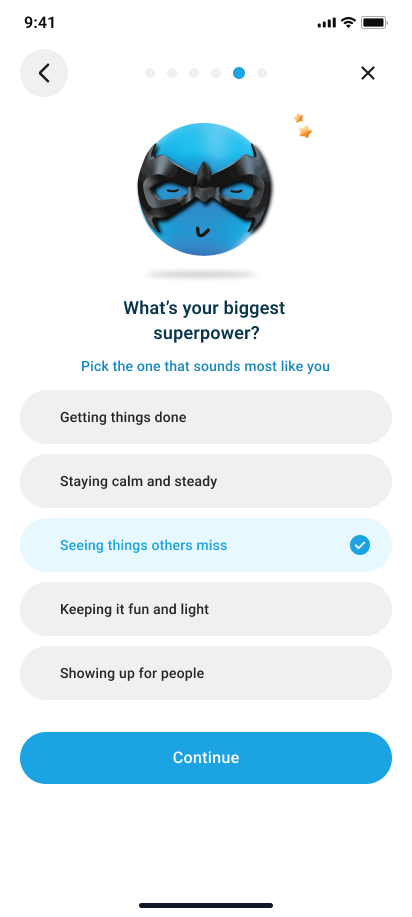 9:41
What's your biggest
superpower?
Pick the one that sounds most like you
Getting things done
Staying calm and steady
Seeing things others miss
Keeping it fun and light
Showing up for people
Continue